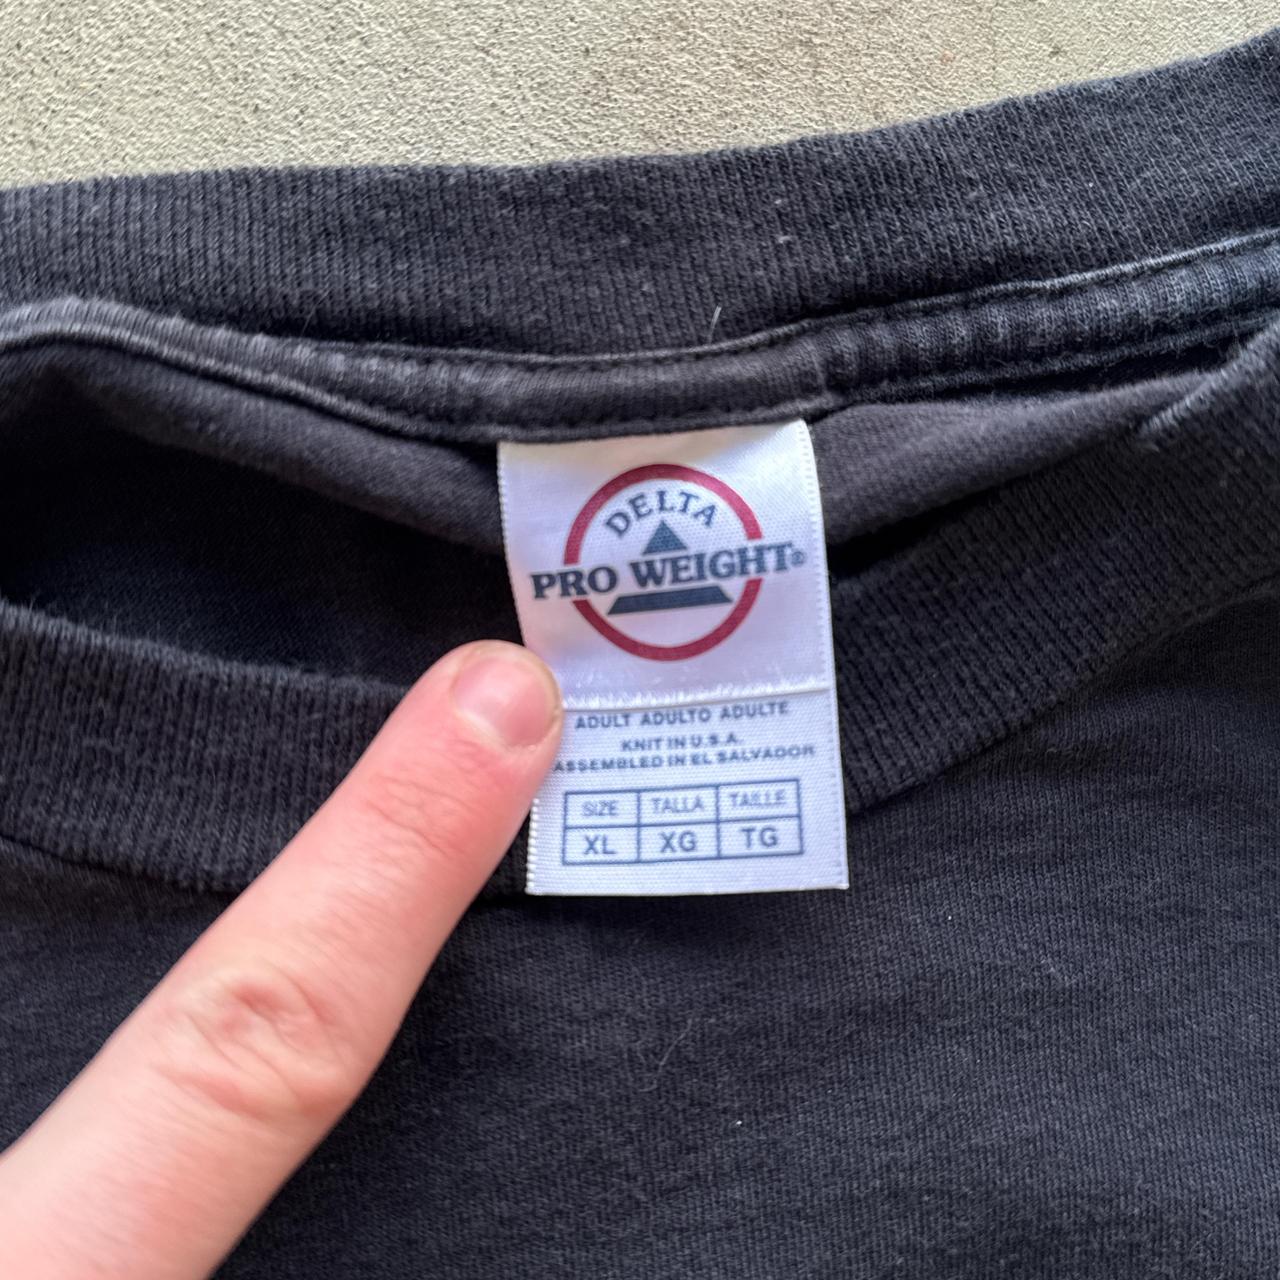 DELTA
PRO WEIGHT®
ADULT ADULTO ADULTE
KNIT IN U.S.A.
ASSEMBLED IN EL SALVADOR
SIZE TALLA TAILLE
XL XG TG